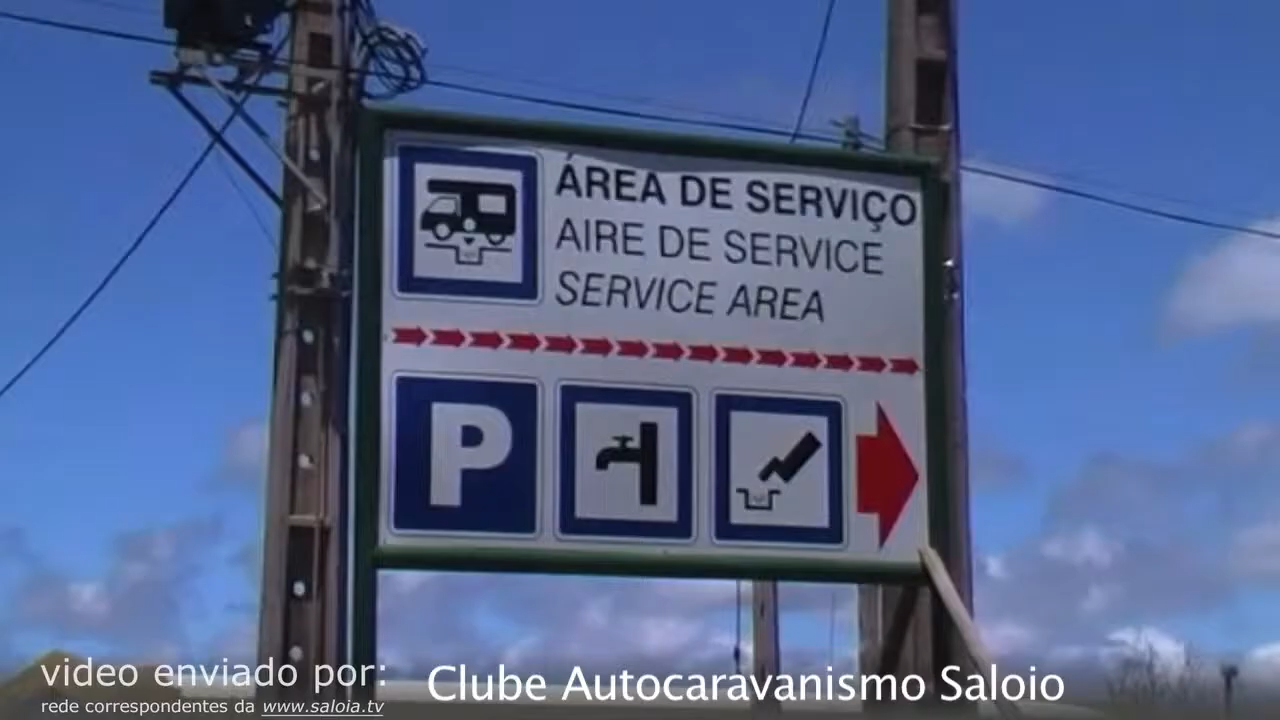 ÁREA DE SERVIÇO
AIRE DE SERVICE
SERVICE AREA
P
video enviado por: Clube Autocaravanismo Saloio
rede correspondentes da www.saloia.tv